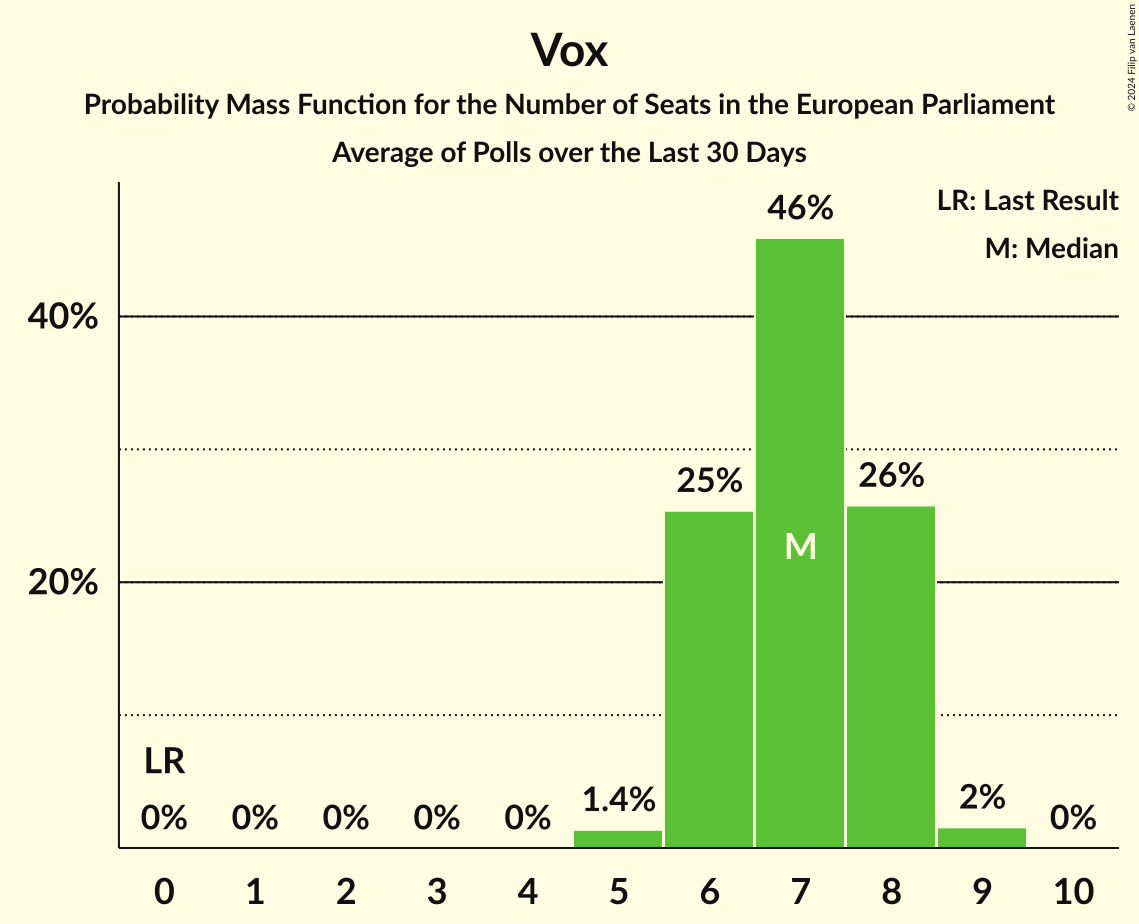 Vox
Probability Mass Function for the Number of Seats in the European Parliament
Average of Polls over the Last 30 Days
© 2024 Filip van Laenen
LR: Last Result
M: Median
46%
40%
25%
26%
M
20%
LR
0%
0%
0%
0%
0%
1.4%
2%
0%
0 1 2 3 4 5 6 7 8 9 10